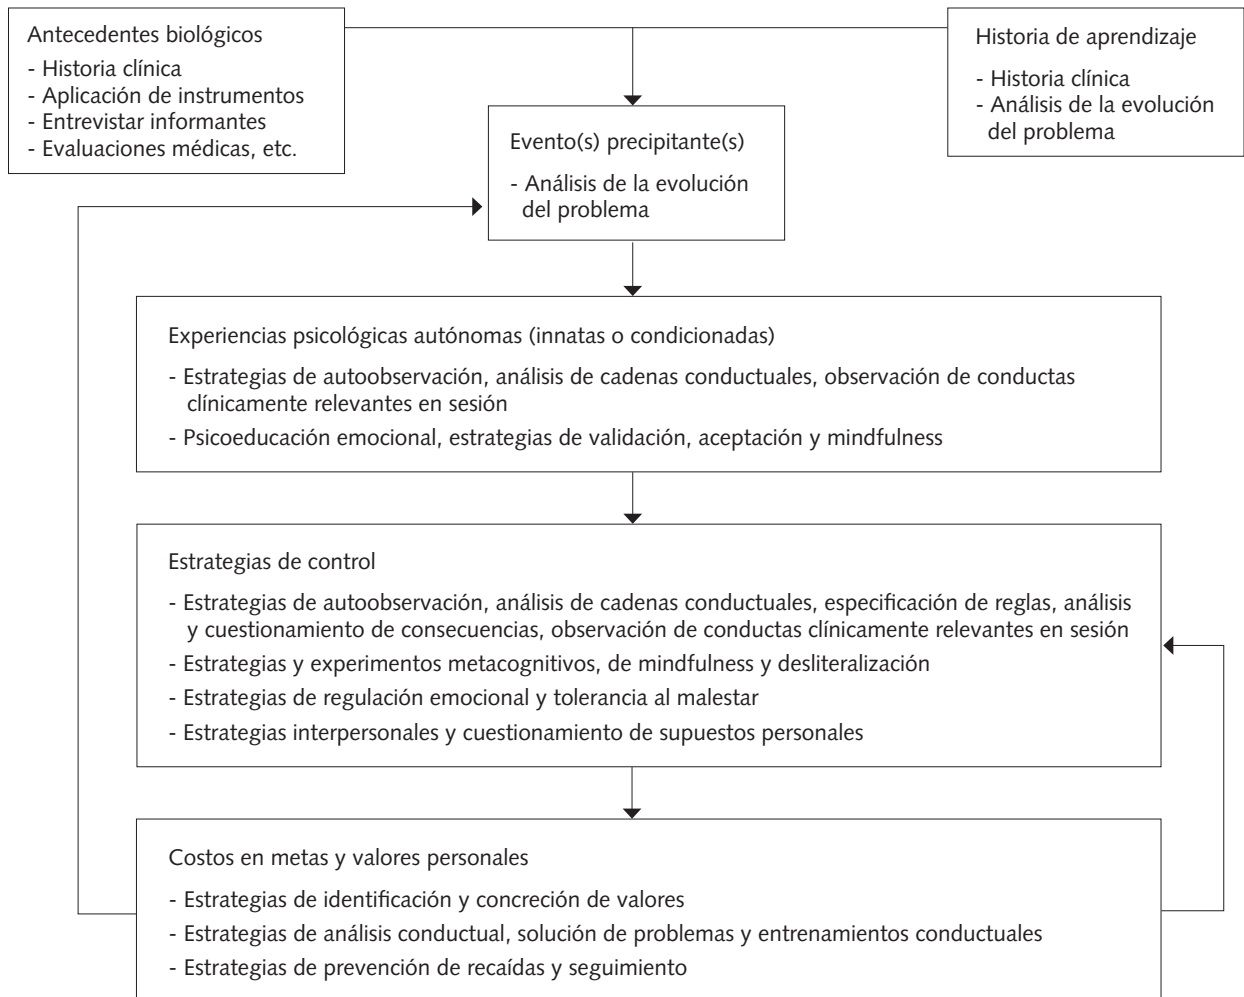 Antecedentes biológicos
- Historia clínica
- Aplicación de instrumentos
- Entrevistar informantes
- Evaluaciones médicas, etc.
Historia de aprendizaje
- Historia clínica
- Análisis de la evolución
del problema
Evento(s) precipitante(s)
- Análisis de la evolución
del problema
Experiencias psicológicas autónomas (innatas o condicionadas)
- Estrategias de autoobservación, análisis de cadenas conductuales, observación de conductas
clínicamente relevantes en sesión
- Psicoeducación emocional, estrategias de validación, aceptación y mindfulness
Estrategias de control
- Estrategias de autoobservación, análisis de cadenas conductuales, especificación de reglas, análisis
y cuestionamiento de consecuencias, observación de conductas clínicamente relevantes en sesión
- Estrategias y experimentos metacognitivos, de mindfulness y desliteralización
- Estrategias de regulación emocional y tolerancia al malestar
- Estrategias interpersonales y cuestionamiento de supuestos personales
Costos en metas y valores personales
- Estrategias de identificación y concreción de valores
- Estrategias de análisis conductual, solución de problemas y entrenamientos conductuales
- Estrategias de prevención de recaídas y seguimiento